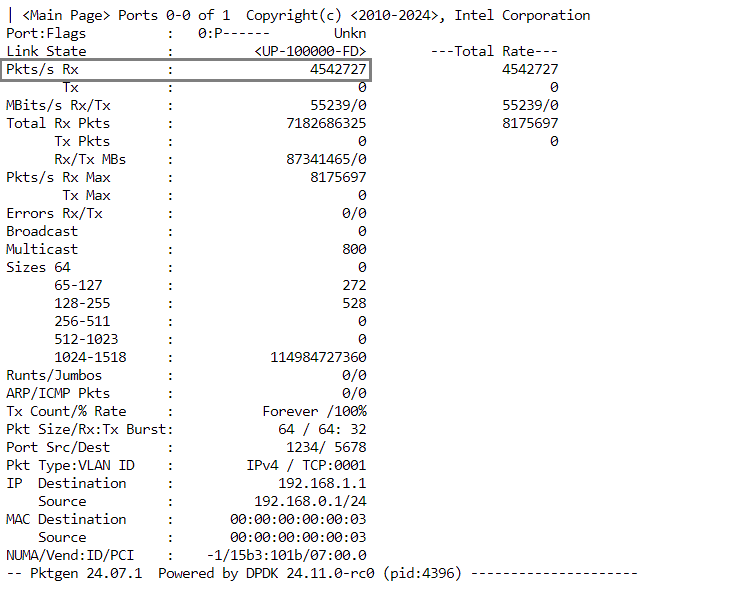 | <Main Page> Ports 0-0 of 1  Copyright(c) <2010-2024>, Intel Corporation
Port:Flags          :   0:P------        Unkn
Link State          :          <UP-100000-FD>        ---Total Rate---
Pkts/s Rx           :                 4542727                 4542727
       Tx           :                       0                       0
MBits/s Rx/Tx       :                 55239/0                 55239/0
Total Rx Pkts       :              7182686325                 8175697
      Tx Pkts       :                       0                       0
      Rx/Tx MBs     :              87341465/0
Pkts/s Rx Max       :                 8175697
       Tx Max       :                       0
Errors Rx/Tx        :                     0/0
Broadcast           :                       0
Multicast           :                     800
Sizes 64            :                       0
      65-127        :                     272
      128-255       :                     528
      256-511       :                       0
      512-1023      :                       0
      1024-1518     :            114984727360
Runts/Jumbos        :                     0/0
ARP/ICMP Pkts       :                     0/0
Tx Count/% Rate     :           Forever /100%
Pkt Size/Rx:Tx Burst:             64 / 64: 32
Port Src/Dest       :              1234/ 5678
Pkt Type:VLAN ID    :         IPv4 / TCP:0001
IP  Destination     :             192.168.1.1
    Source          :          192.168.0.1/24
MAC Destination     :       00:00:00:00:00:03
    Source          :       00:00:00:00:00:03
NUMA/Vend:ID/PCI    :    -1/15b3:101b/07:00.0
-- Pktgen 24.07.1  Powered by DPDK 24.11.0-rc0 (pid:4396) ---------------------